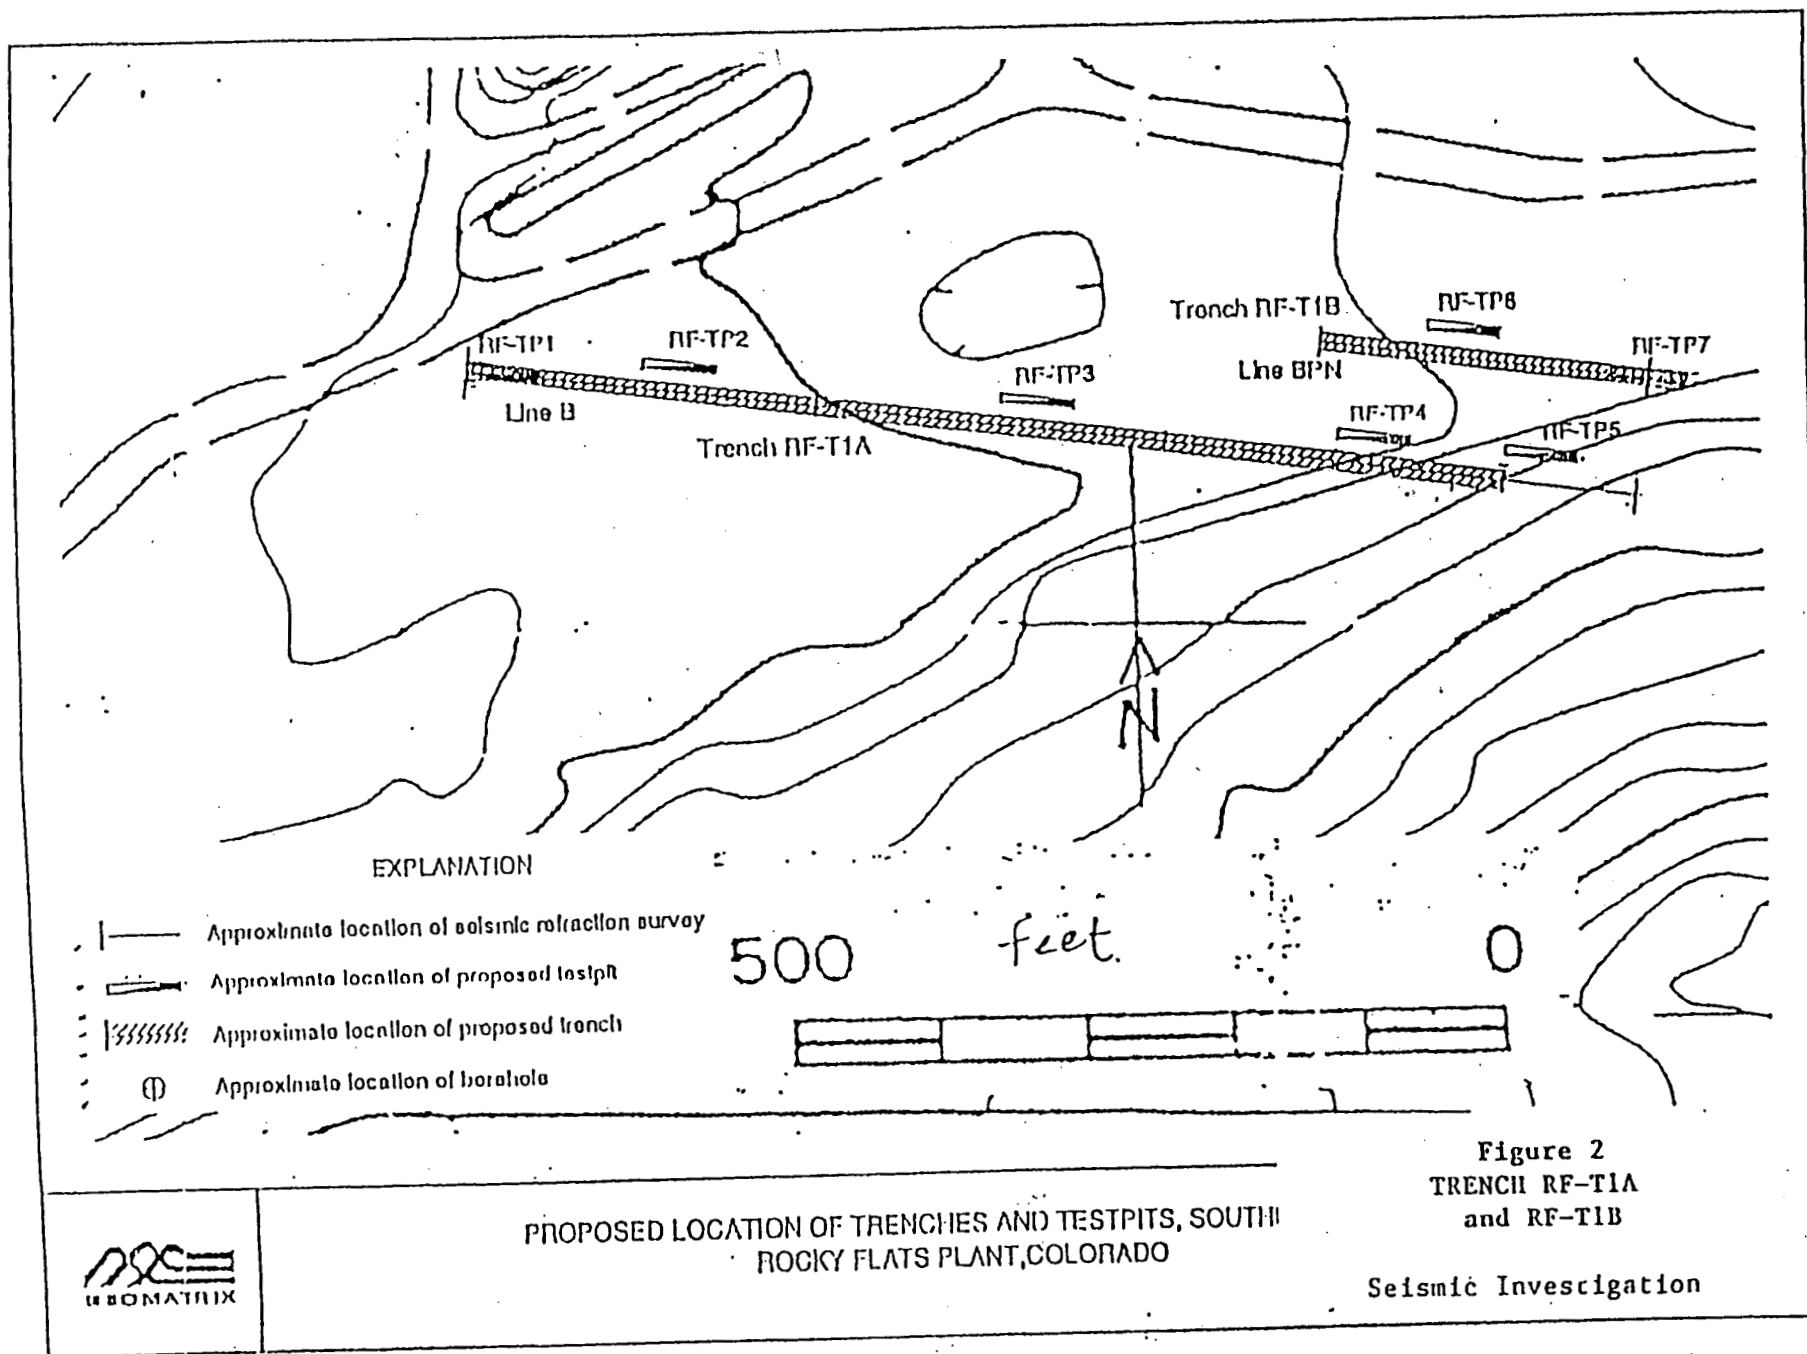 RF-TP1
RF-TP2
RF-TP3
RF-TP4
RF-TP5
RF-TP6
RF-TP7
Trench RF-T1B
Line BPN
Line B
Trench RF-T1A
N
EXPLANATION
Approximate location of seismic refraction survey
Approximate location of proposed testpit
Approximate location of proposed trench
Approximate location of borehole
500 feet. 0
Figure 2
TRENCH RF-T1A
and RF-T1B
PROPOSED LOCATION OF TRENCHES AND TESTPITS, SOUTH
ROCKY FLATS PLANT, COLORADO
Seismic Investigation
OMATRIX